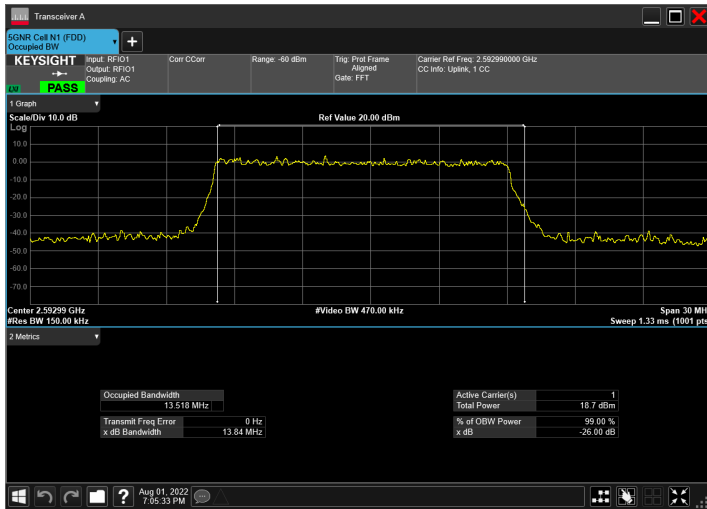 Transceiver A
5GNR Cell N1 (FDD)
Occupied BW
KEYSIGHT
LXI
PASS
Input: RFIO1
Output: RFIO1
Coupling: AC
Corr CCorr
Range: -60 dBm
Trig: Prot Frame
Aligned
Gate: FFT
Carrier Ref Freq: 2.592990000 GHz
CC Info: Uplink, 1 CC
1 Graph
Scale/Div 10.0 dB
Ref Value 20.00 dBm
Log
10.0
0.00
-10.0
-20.0
-30.0
-40.0
-50.0
-60.0
-70.0
Center 2.59299 GHz
#Video BW 470.00 kHz
Span 30 MH
#Res BW 150.00 kHz
Sweep 1.33 ms (1001 pts
2 Metrics
Occupied Bandwidth
13.518 MHz
Transmit Freq Error 0 Hz
x dB Bandwidth 13.84 MHz
Active Carrier(s) 1
Total Power 18.7 dBm
% of OBW Power 99.00 %
x dB -26.00 dB
?
Aug 01, 2022
7:05:33 PM